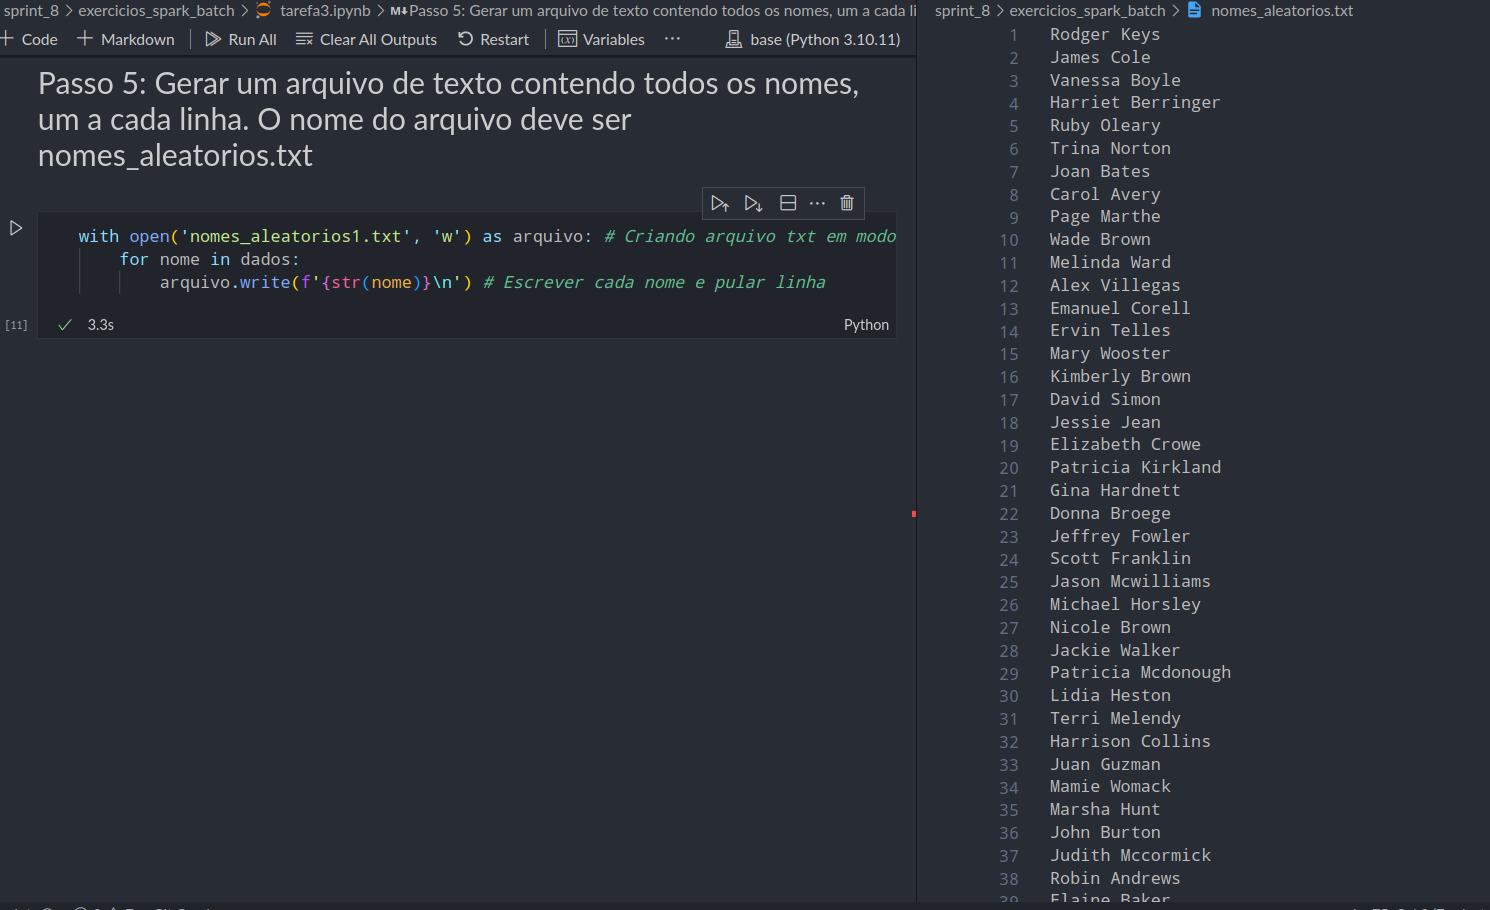 sprint_8 > exercicios_spark_batch > tarefa3.ipynb > M↓Passo 5: Gerar um arquivo de texto contendo todos os nomes, um a cada li
+ Code + Markdown | Run All Clear All Outputs Restart | Variables ··· base (Python 3.10.11)
Passo 5: Gerar um arquivo de texto contendo todos os nomes,
um a cada linha. O nome do arquivo deve ser
nomes_aleatorios.txt
with open('nomes_aleatorios1.txt', 'w') as arquivo: # Criando arquivo txt em modo
for nome in dados:
arquivo.write(f'{str(nome)}\n') # Escrever cada nome e pular linha
[11] 3.3s Python
sprint_8 > exercicios_spark_batch > nomes_aleatorios.txt
1 Rodger Keys
2 James Cole
3 Vanessa Boyle
4 Harriet Berringer
5 Ruby Oleary
6 Trina Norton
7 Joan Bates
8 Carol Avery
9 Page Marthe
10 Wade Brown
11 Melinda Ward
12 Alex Villegas
13 Emanuel Corell
14 Ervin Telles
15 Mary Wooster
16 Kimberly Brown
17 David Simon
18 Jessie Jean
19 Elizabeth Crowe
20 Patricia Kirkland
21 Gina Hardnett
22 Donna Broege
23 Jeffrey Fowler
24 Scott Franklin
25 Jason Mcwilliams
26 Michael Horsley
27 Nicole Brown
28 Jackie Walker
29 Patricia Mcdonough
30 Lidia Heston
31 Terri Melendy
32 Harrison Collins
33 Juan Guzman
34 Mamie Womack
35 Marsha Hunt
36 John Burton
37 Judith Mccormick
38 Robin Andrews
39 Elaine Baker